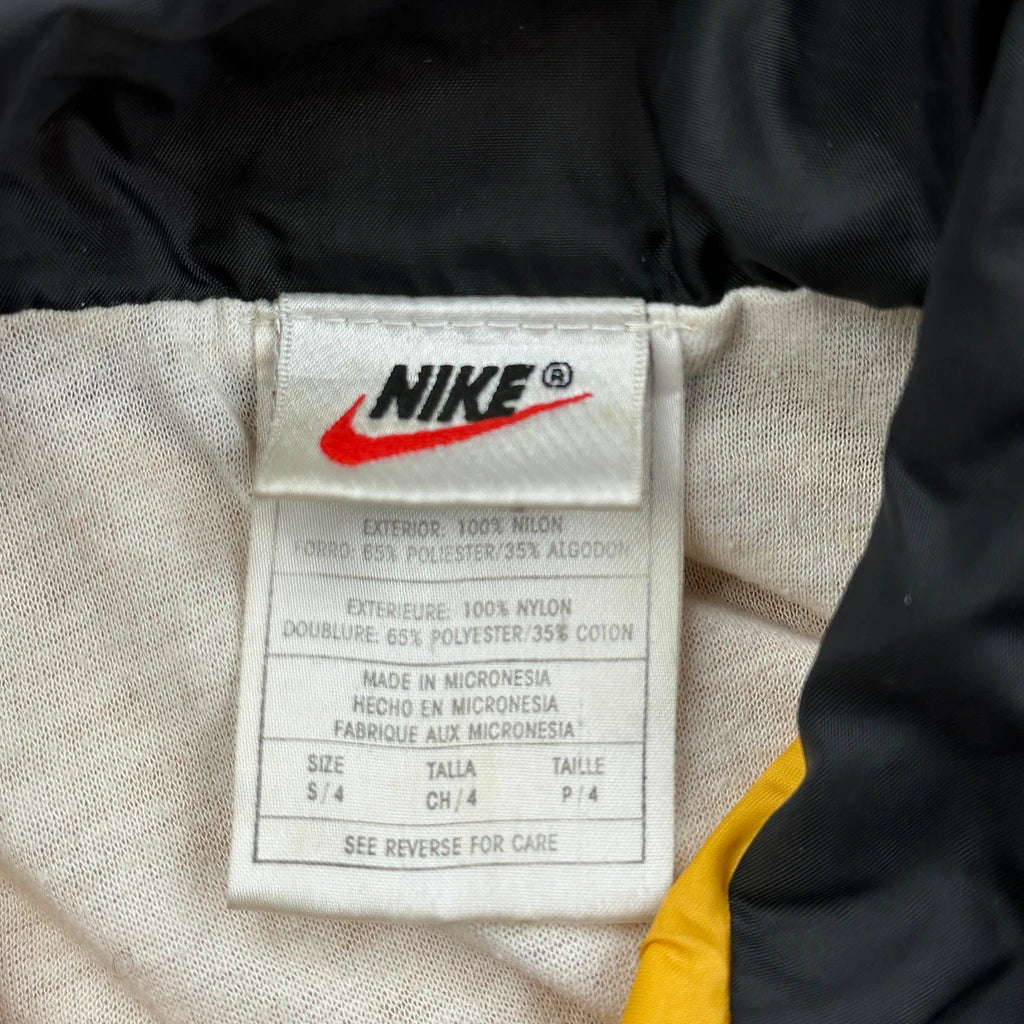 NIKE®
EXTERIOR: 100% NILON
FORRO: 65% POLIESTER/35% ALGODON
EXTERIEURE: 100% NYLON
DOUBLURE: 65% POLYESTER/35% COTON
MADE IN MICRONESIA
HECHO EN MICRONESIA
FABRIQUE AUX MICRONESIA
SIZE TALLA TAILLE
S/4 CH/4 P/4
SEE REVERSE FOR CARE